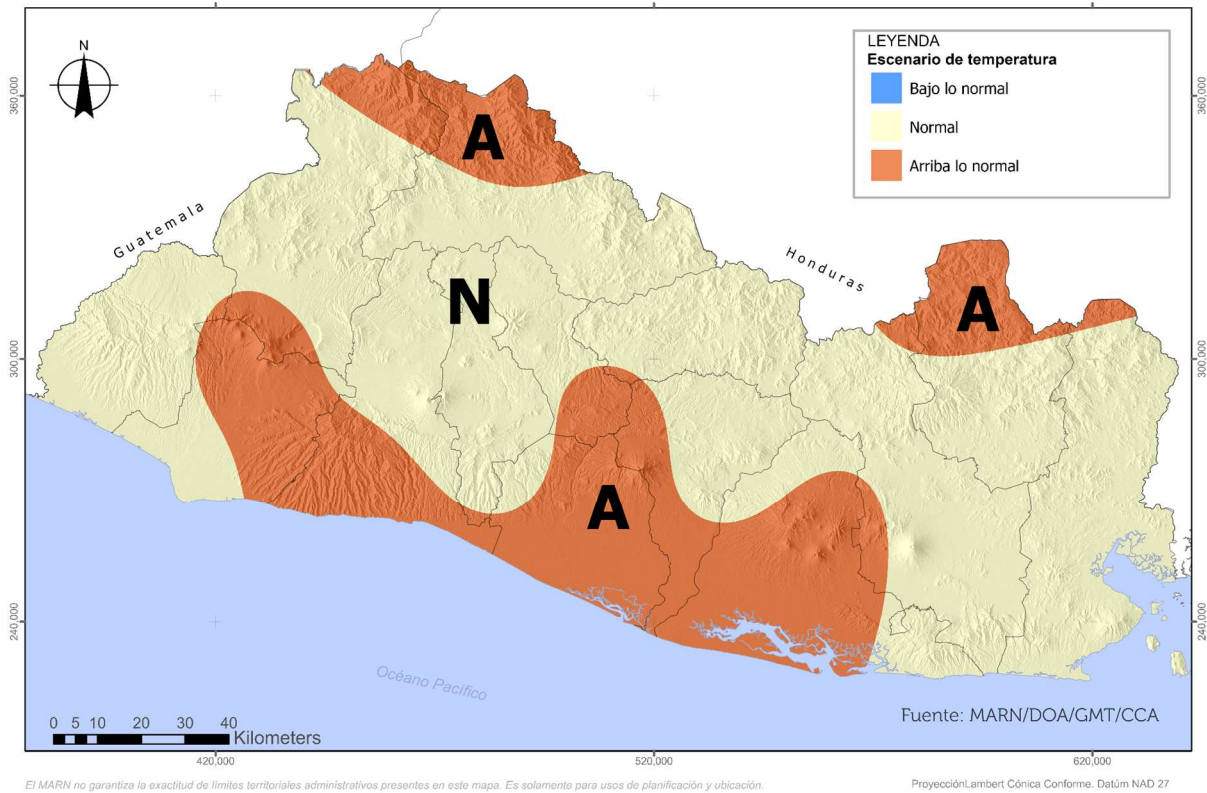 N
LEYENDA
Escenario de temperatura
Bajo lo normal
Normal
Arriba lo normal
A
Guatemala
Honduras
N
A
A
Océano Pacífico
Fuente: MARN/DOA/GMT/CCA
0 5 10 20 30 40
Kilometers
360,000
300,000
240,000
360,000
300,000
240,000
420,000
520,000
620,000
El MARN no garantiza la exactitud de límites territoriales administrativos presentes en este mapa. Es solamente para usos de planificación y ubicación.
ProyecciónLambert Cónica Conforme. Datúm NAD 27